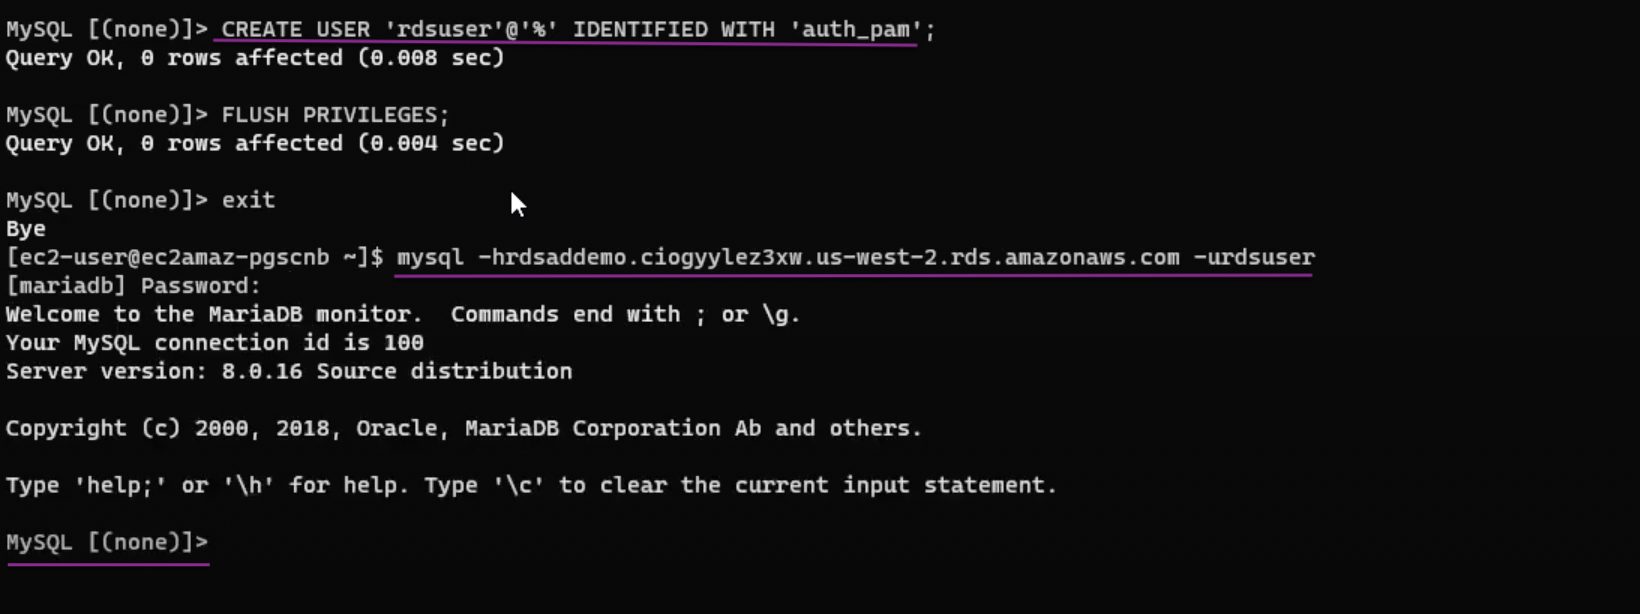 MySQL [(none)]> CREATE USER 'rdsuser'@'%' IDENTIFIED WITH 'auth_pam';
Query OK, 0 rows affected (0.008 sec)
MySQL [(none)]> FLUSH PRIVILEGES;
Query OK, 0 rows affected (0.004 sec)
MySQL [(none)]> exit
Bye
[ec2-user@ec2amaz-pgscnb ~]$ mysql -hrdsaddemo.ciogyylez3xw.us-west-2.rds.amazonaws.com -urdsuser
[mariadb] Password:
Welcome to the MariaDB monitor.  Commands end with ; or \g.
Your MySQL connection id is 100
Server version: 8.0.16 Source distribution
Copyright (c) 2000, 2018, Oracle, MariaDB Corporation Ab and others.
Type 'help;' or '\h' for help. Type '\c' to clear the current input statement.
MySQL [(none)]>